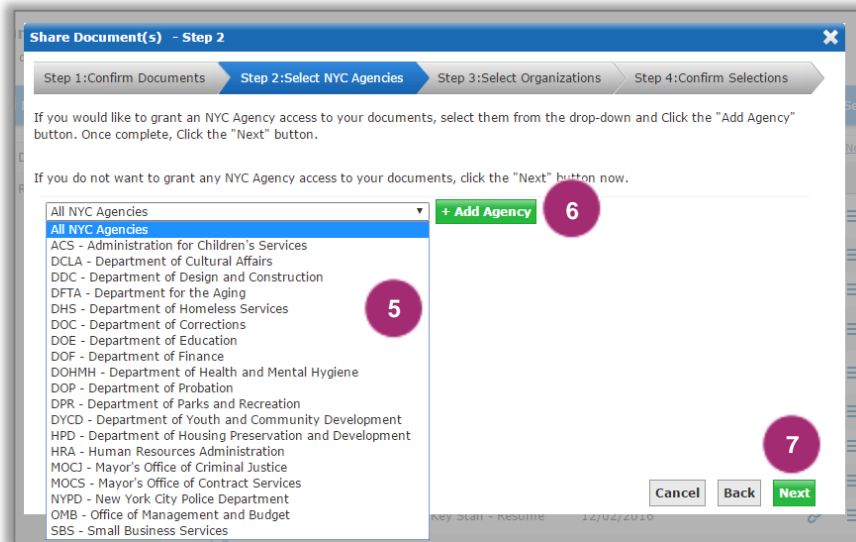 Share Document(s) - Step 2
Step 1:Confirm Documents
Step 2:Select NYC Agencies
Step 3:Select Organizations
Step 4:Confirm Selections
If you would like to grant an NYC Agency access to your documents, select them from the drop-down and Click the "Add Agency"
button. Once complete, Click the "Next" button.
If you do not want to grant any NYC Agency access to your documents, click the "Next" button now.
All NYC Agencies
+ Add Agency
6
All NYC Agencies
ACS - Administration for Children's Services
DCLA - Department of Cultural Affairs
DDC - Department of Design and Construction
DFTA - Department for the Aging
DHS - Department of Homeless Services
5
DOC - Department of Corrections
DOE - Department of Education
DOF - Department of Finance
DOHMH - Department of Health and Mental Hygiene
DOP - Department of Probation
DPR - Department of Parks and Recreation
DYCD - Department of Youth and Community Development
HPD - Department of Housing Preservation and Development
HRA - Human Resources Administration
7
MOCJ - Mayor's Office of Criminal Justice
MOCS - Mayor's Office of Contract Services
NYPD - New York City Police Department
Cancel
Back
Next
OMB - Office of Management and Budget
Key Staff - Resume 12/02/2016
SBS - Small Business Services